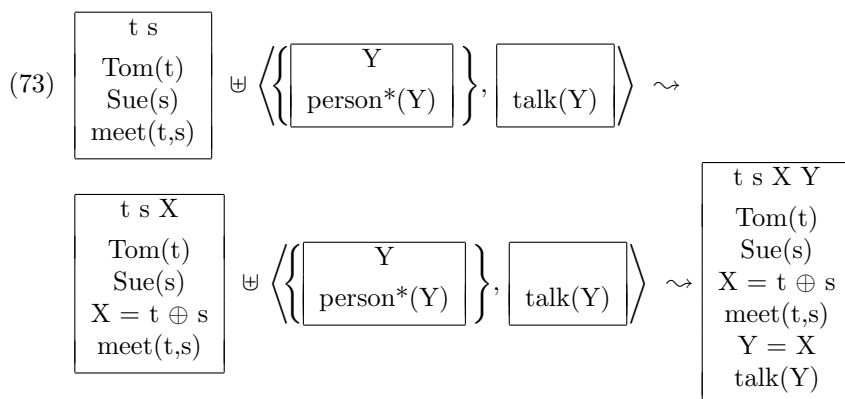 t s
Tom(t)
Sue(s)
meet(t,s)
(73)
⊎ ⟨{
Y
person*(Y)
},
talk(Y)
⟩ ⇝
t s X
Tom(t)
Sue(s)
X = t ⊕ s
meet(t,s)
⊎ ⟨{
Y
person*(Y)
},
talk(Y)
⟩ ⇝
t s X Y
Tom(t)
Sue(s)
X = t ⊕ s
meet(t,s)
Y = X
talk(Y)